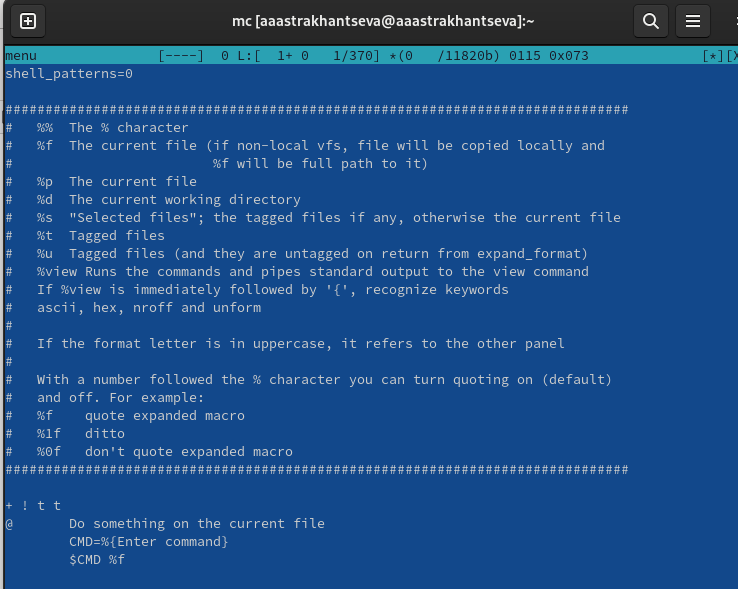 mc [aaastrakhantseva@aaastrakhantseva]:~
menu               [----]  0 L:[  1+ 0   1/370] *(0   /11820b) 0115 0x073              [*][X
shell_patterns=0
##############################################################################
#   %%  The % character
#   %f  The current file (if non-local vfs, file will be copied locally and
#                         %f will be full path to it)
#   %p  The current file
#   %d  The current working directory
#   %s  "Selected files"; the tagged files if any, otherwise the current file
#   %t  Tagged files
#   %u  Tagged files (and they are untagged on return from expand_format)
#   %view Runs the commands and pipes standard output to the view command
#   If %view is immediately followed by '{', recognize keywords
#   ascii, hex, nroff and unform
#
#   If the format letter is in uppercase, it refers to the other panel
#
#   With a number followed the % character you can turn quoting on (default)
#   and off. For example:
#   %f    quote expanded macro
#   %1f   ditto
#   %0f   don't quote expanded macro
##############################################################################
+ ! t t
@       Do something on the current file
        CMD=%{Enter command}
        $CMD %f